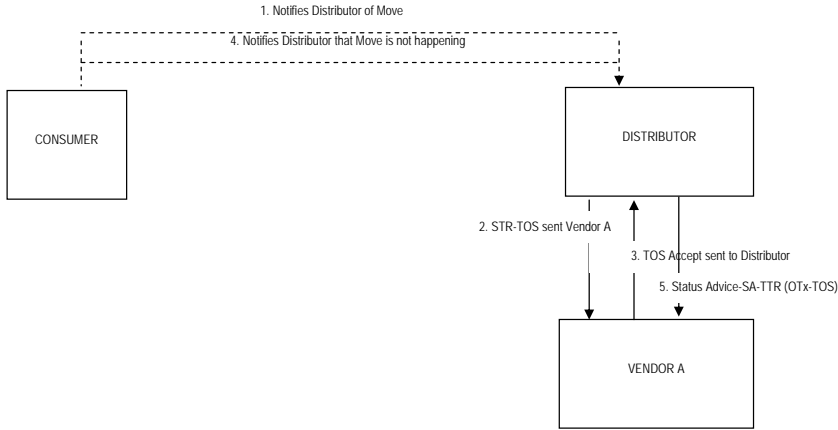 1. Notifies Distributor of Move
4. Notifies Distributor that Move is not happening
CONSUMER
DISTRIBUTOR
2. STR-TOS sent Vendor A
3. TOS Accept sent to Distributor
5. Status Advice-SA-TTR (OTx-TOS)
VENDOR A